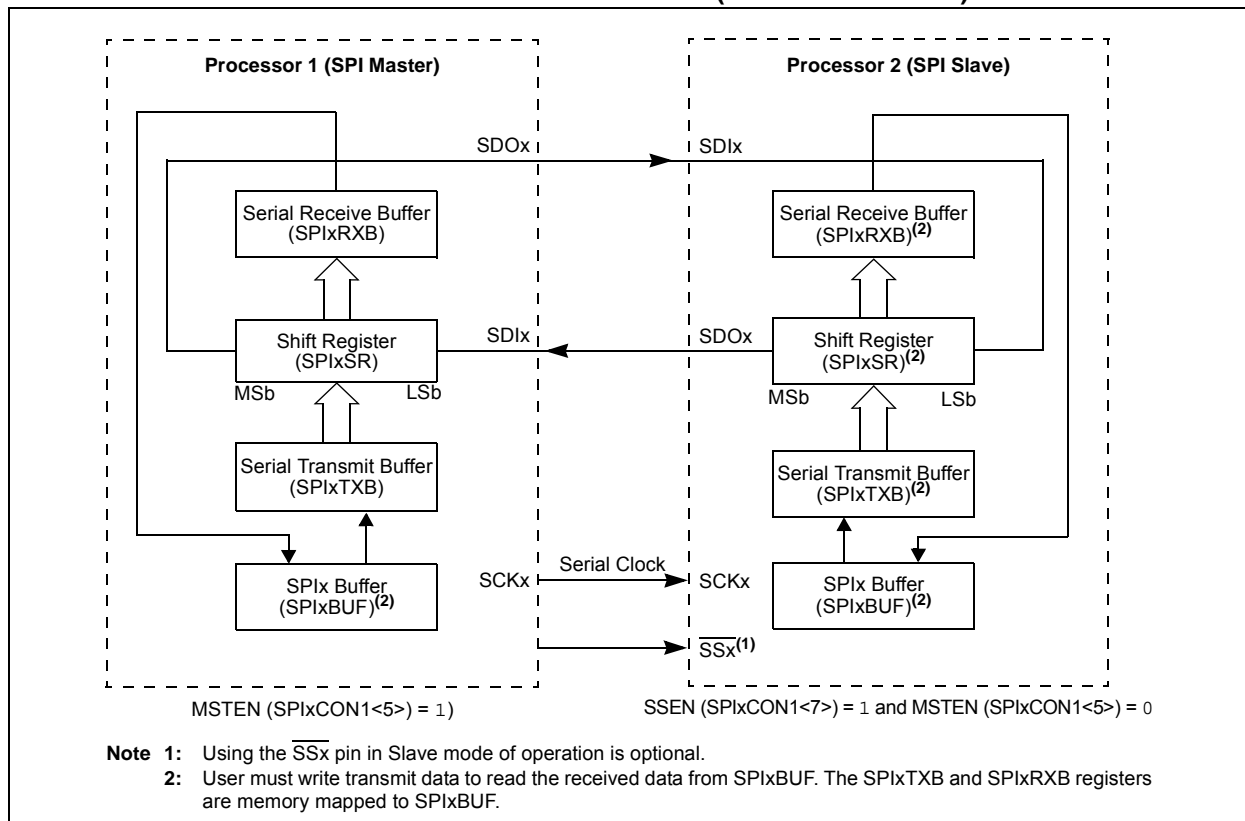 Processor 1 (SPI Master)
Processor 2 (SPI Slave)
SDOx
SDIx
Serial Receive Buffer
(SPIxRXB)
Serial Receive Buffer
(SPIxRXB)(2)
Shift Register
(SPIxSR)
MSb
LSb
SDIx
SDOx
Shift Register
(SPIxSR)(2)
MSb
LSb
Serial Transmit Buffer
(SPIxTXB)
Serial Transmit Buffer
(SPIxTXB)(2)
SPIx Buffer
(SPIxBUF)(2)
SCKx
Serial Clock
SCKx
SPIx Buffer
(SPIxBUF)(2)
SSx(1)
MSTEN (SPIxCON1<5>) = 1)
SSEN (SPIxCON1<7>) = 1 and MSTEN (SPIxCON1<5>) = 0
Note 1: Using the SSx pin in Slave mode of operation is optional.
2: User must write transmit data to read the received data from SPIxBUF. The SPIxTXB and SPIxRXB registers
are memory mapped to SPIxBUF.